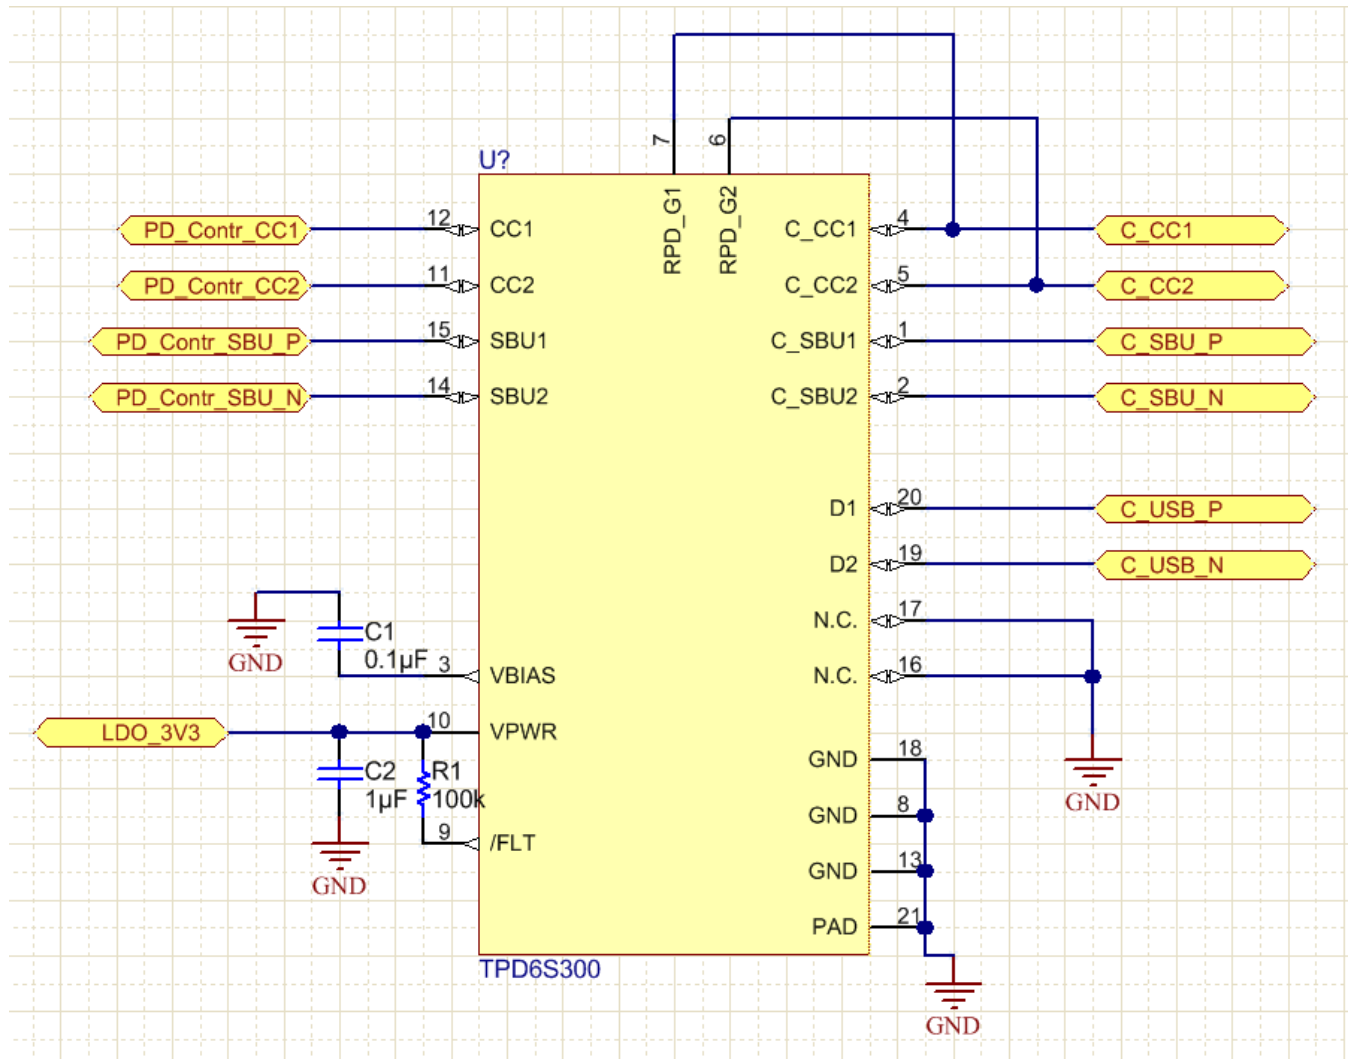 7
6
U?
RPD_G1
RPD_G2
PD_Contr_CC1 12 CC1 C_CC1 4 C_CC1
PD_Contr_CC2 11 CC2 C_CC2 5 C_CC2
PD_Contr_SBU_P 15 SBU1 C_SBU1 1 C_SBU_P
PD_Contr_SBU_N 14 SBU2 C_SBU2 2 C_SBU_N
D1 20 C_USB_P
D2 19 C_USB_N
N.C. 17
GND
C1
0.1µF
3 VBIAS N.C. 16
LDO_3V3 10 VPWR
GND 18
C2
1µF
R1
100k
GND
GND 8
9 /FLT
GND
GND 13
PAD 21
TPD6S300
GND